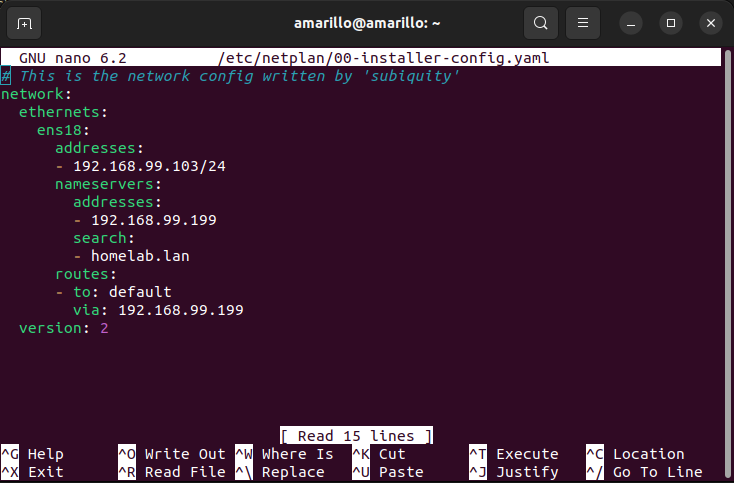 amarillo@amarillo: ~
GNU nano 6.2 /etc/netplan/00-installer-config.yaml
# This is the network config written by 'subiquity'
network:
  ethernets:
    ens18:
      addresses:
      - 192.168.99.103/24
      nameservers:
        addresses:
        - 192.168.99.199
        search:
        - homelab.lan
      routes:
      - to: default
        via: 192.168.99.199
  version: 2
[ Read 15 lines ]
^G Help ^O Write Out ^W Where Is ^K Cut ^T Execute ^C Location
^X Exit ^R Read File ^\ Replace ^U Paste ^J Justify ^/ Go To Line